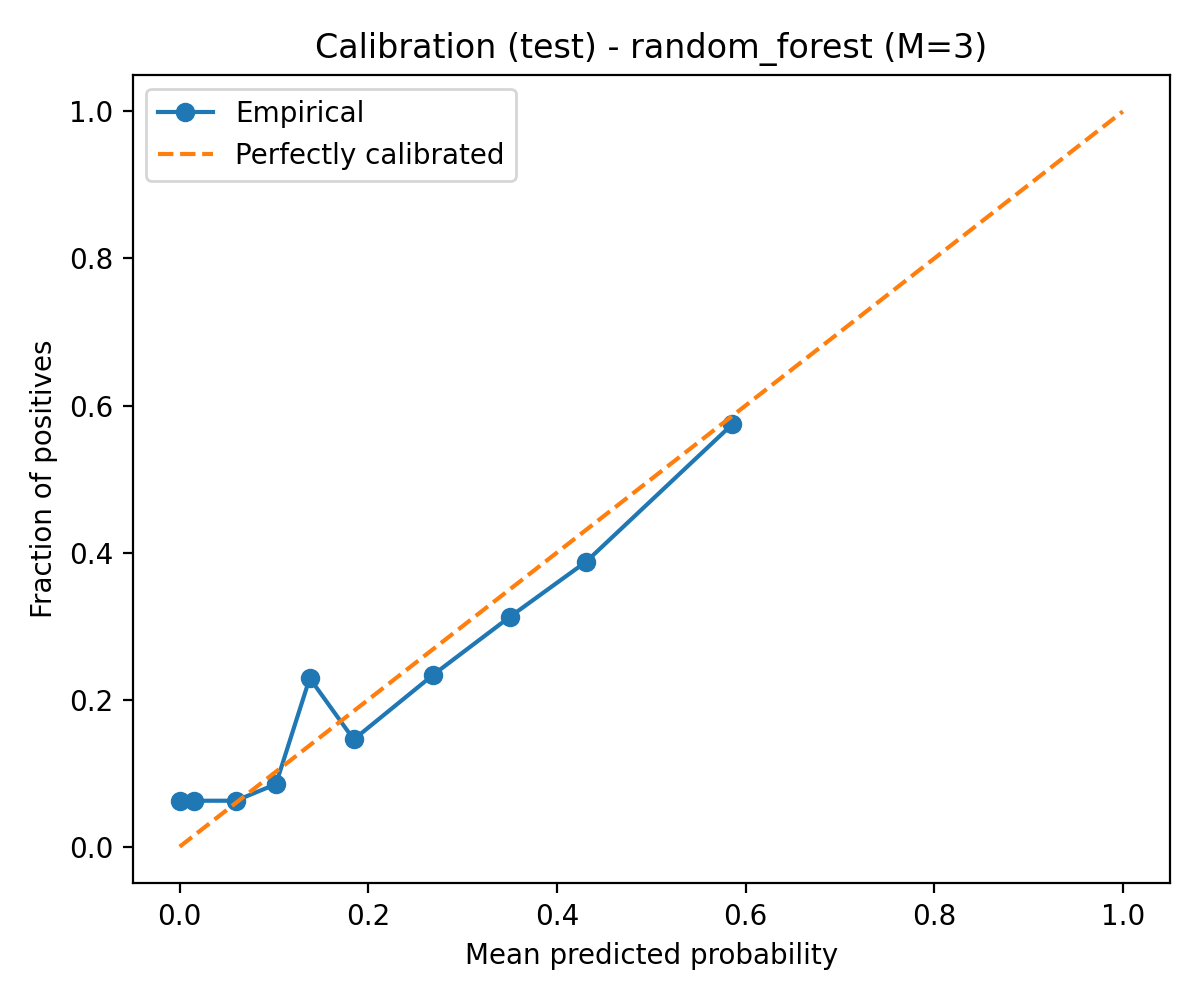 Calibration (test) - random_forest (M=3)
Empirical
Perfectly calibrated
1.0
0.8
0.6
0.4
0.2
0.0
Fraction of positives
0.0 0.2 0.4 0.6 0.8 1.0
Mean predicted probability